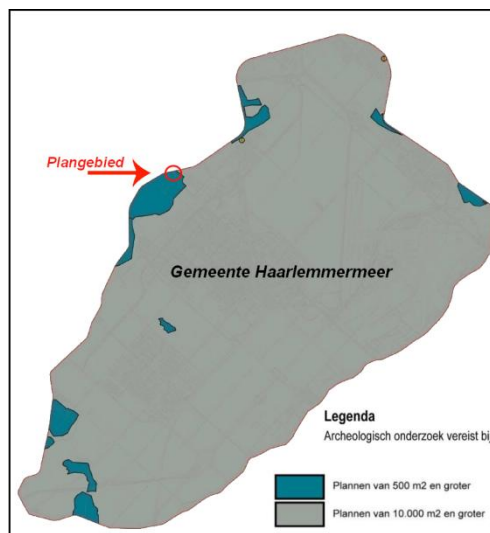 Plangebied
Gemeente Haarlemmermeer
Legenda
Archeologisch onderzoek vereist bij
Plannen van 500 m2 en groter
Plannen van 10.000 m2 en groter